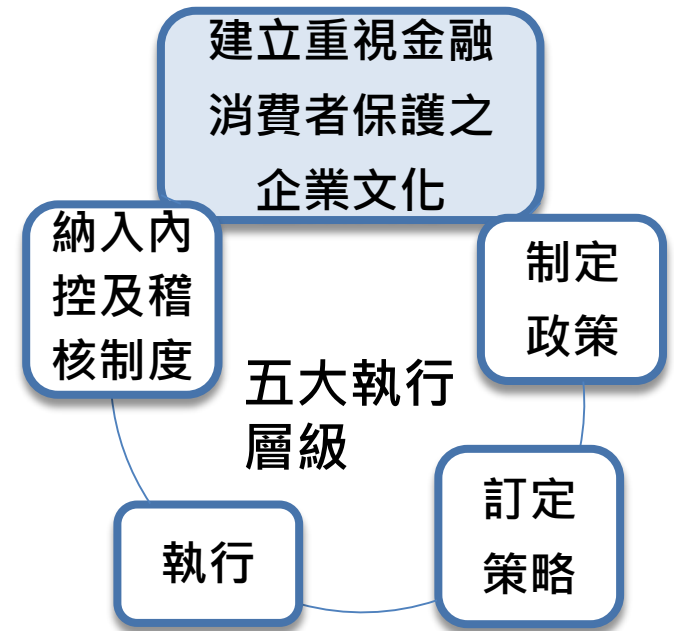 建立重視金融
消費者保護之
企業文化
制定
政策
訂定
策略
執行
納入內
控及稽
核制度
五大執行
層級